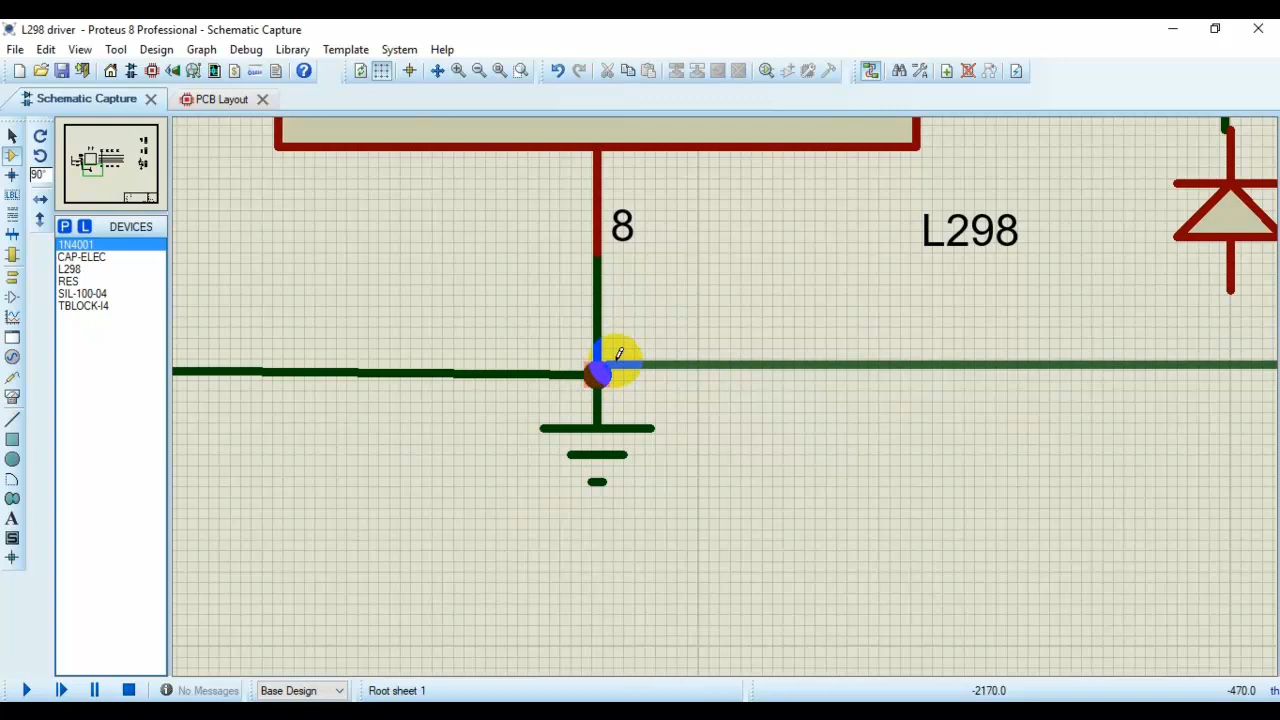 L298 driver - Proteus 8 Professional - Schematic Capture
File Edit View Tool Design Graph Debug Library Template System Help
Schematic Capture PCB Layout
90°
LBL
P L DEVICES
1N4001
CAP-ELEC
L298
RES
SIL-100-04
TBLOCK-I4
8
L298
A
S
No Messages Base Design Root sheet 1 -2170.0 -470.0 th